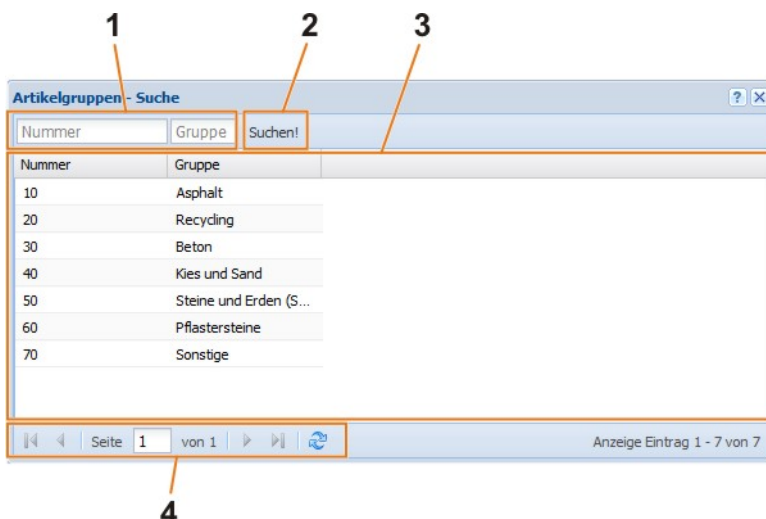 1 2 3
Artikelgruppen - Suche ? X
Nummer Gruppe Suchen!
Nummer Gruppe
10 Asphalt
20 Recycling
30 Beton
40 Kies und Sand
50 Steine und Erden (S...
60 Pflastersteine
70 Sonstige
Seite 1 von 1 Anzeige Eintrag 1 - 7 von 7
4